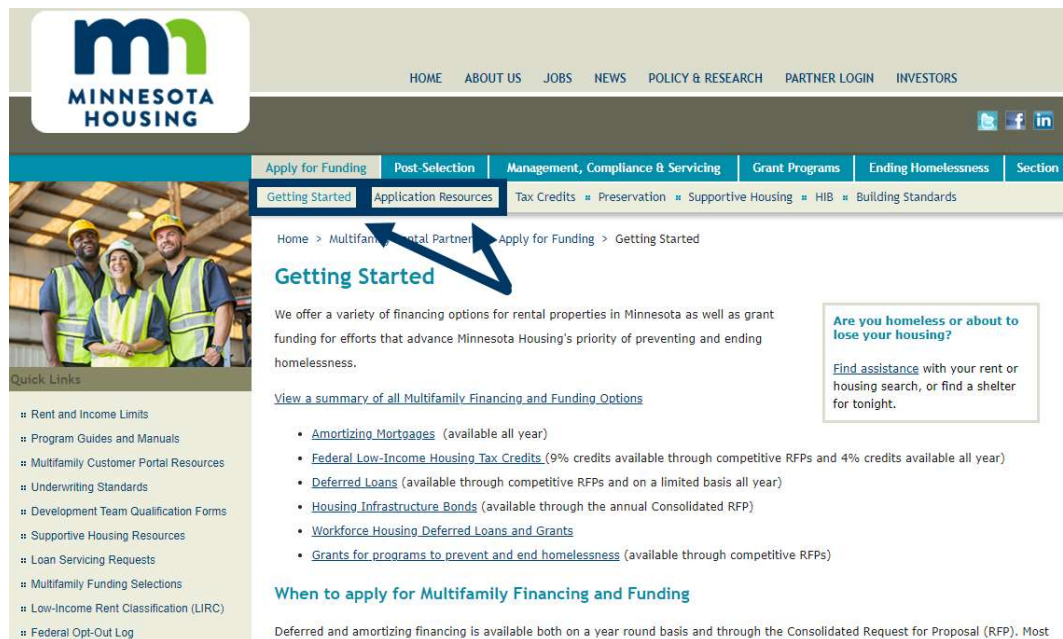 MINNESOTA
HOUSING
HOME ABOUT US JOBS NEWS POLICY & RESEARCH PARTNER LOGIN INVESTORS
Apply for Funding Post-Selection Management, Compliance & Servicing Grant Programs Ending Homelessness Section
Getting Started Application Resources Tax Credits Preservation Supportive Housing HIB Building Standards
Home > Multifamily Rental Partners > Apply for Funding > Getting Started
Getting Started
We offer a variety of financing options for rental properties in Minnesota as well as grant
funding for efforts that advance Minnesota Housing's priority of preventing and ending
homelessness.
Are you homeless or about to
lose your housing?
Find assistance with your rent or
housing search, or find a shelter
for tonight.
View a summary of all Multifamily Financing and Funding Options
• Amortizing Mortgages (available all year)
• Federal Low-Income Housing Tax Credits (9% credits available through competitive RFPs and 4% credits available all year)
• Deferred Loans (available through competitive RFPs and on a limited basis all year)
• Housing Infrastructure Bonds (available through the annual Consolidated RFP)
• Workforce Housing Deferred Loans and Grants
• Grants for programs to prevent and end homelessness (available through competitive RFPs)
When to apply for Multifamily Financing and Funding
Deferred and amortizing financing is available both on a year round basis and through the Consolidated Request for Proposal (RFP). Most
Quick Links
Rent and Income Limits
Program Guides and Manuals
Multifamily Customer Portal Resources
Underwriting Standards
Development Team Qualification Forms
Supportive Housing Resources
Loan Servicing Requests
Multifamily Funding Selections
Low-Income Rent Classification (LIRC)
Federal Opt-Out Log